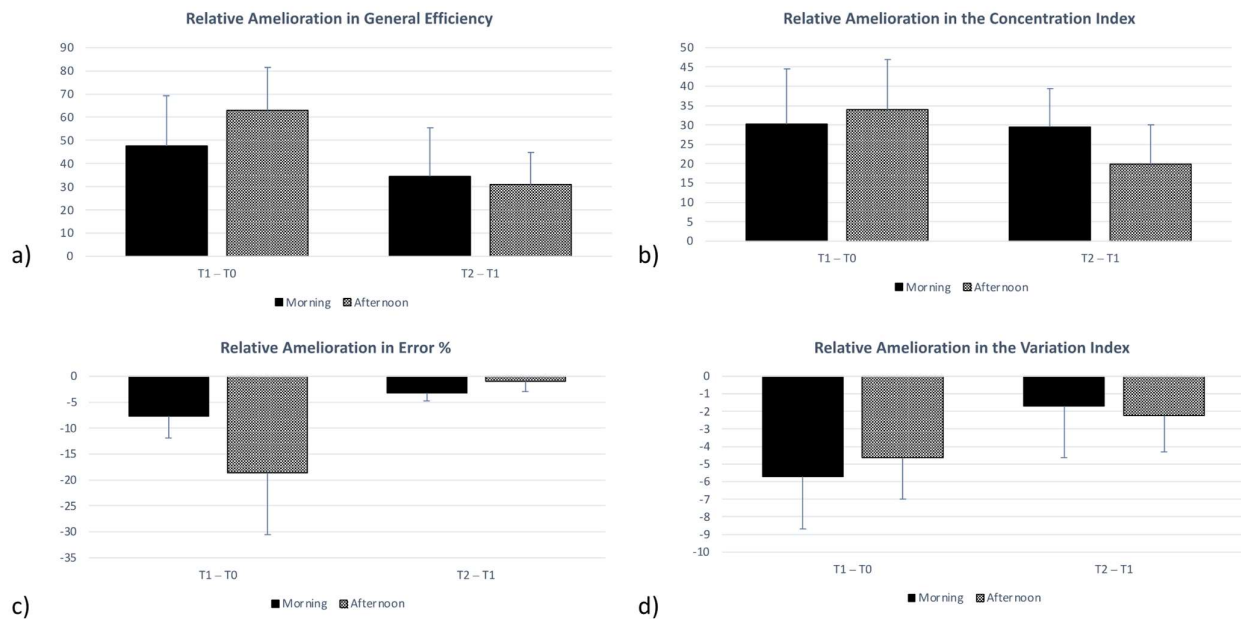 Relative Amelioration in General Efficiency
90
80
70
60
50
40
30
20
10
0
T1 – T0 T2 – T1
Morning Afternoon
a)
Relative Amelioration in the Concentration Index
50
45
40
35
30
25
20
15
10
5
0
T1 – T0 T2 – T1
Morning Afternoon
b)
Relative Amelioration in Error %
0
-5
-10
-15
-20
-25
-30
-35
T1 – T0 T2 – T1
Morning Afternoon
c)
Relative Amelioration in the Variation Index
0
-1
-2
-3
-4
-5
-6
-7
-8
-9
-10
T1 – T0 T2 – T1
Morning Afternoon
d)